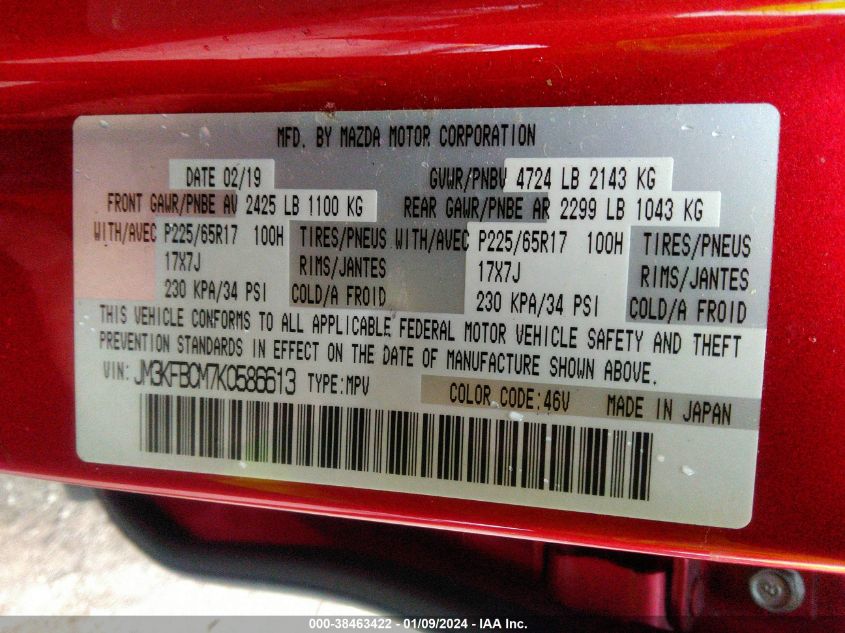 MFD. BY MAZDA MOTOR CORPORATION
DATE 02/19 GVWR/PNBV 4724 LB 2143 KG
FRONT GAWR/PNBE AV 2425 LB 1100 KG REAR GAWR/PNBE AR 2299 LB 1043 KG
WITH/AVEC P225/65R17 100H TIRES/PNEUS WITH/AVEC P225/65R17 100H TIRES/PNEUS
17X7J RIMS/JANTES 17X7J RIMS/JANTES
230 KPA/34 PSI COLD/A FROID 230 KPA/34 PSI COLD/A FROID
THIS VEHICLE CONFORMS TO ALL APPLICABLE FEDERAL MOTOR VEHICLE SAFETY AND THEFT
PREVENTION STANDARDS IN EFFECT ON THE DATE OF MANUFACTURE SHOWN ABOVE.
VIN: JM3KFBCM7K0586613 TYPE:MPV
COLOR CODE:46V MADE IN JAPAN
000-38463422 - 01/09/2024 - IAA Inc.